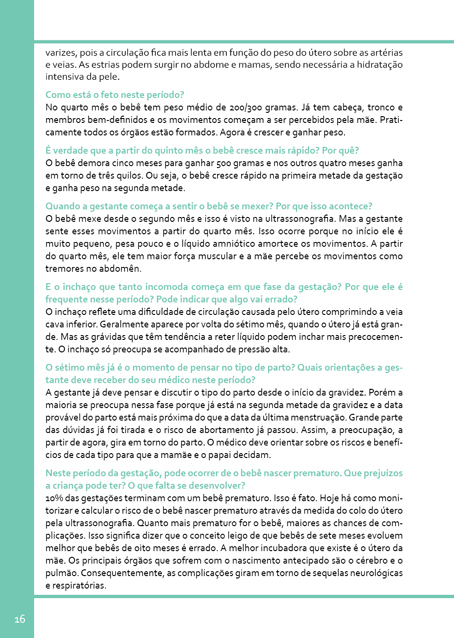 varizes, pois a circulação fica mais lenta em função do peso do útero sobre as artérias
e veias. As estrias podem surgir no abdome e mamas, sendo necessária a hidratação
intensiva da pele.
Como está o feto neste período?
No quarto mês o bebê tem peso médio de 200/300 gramas. Já tem cabeça, tronco e
membros bem-definidos e os movimentos começam a ser percebidos pela mãe. Prati-
camente todos os órgãos estão formados. Agora é crescer e ganhar peso.
É verdade que a partir do quinto mês o bebê cresce mais rápido? Por quê?
O bebê demora cinco meses para ganhar 500 gramas e nos outros quatro meses ganha
em torno de três quilos. Ou seja, o bebê cresce rápido na primeira metade da gestação
e ganha peso na segunda metade.
Quando a gestante começa a sentir o bebê se mexer? Por que isso acontece?
O bebê mexe desde o segundo mês e isso é visto na ultrassonografia. Mas a gestante
sente esses movimentos a partir do quarto mês. Isso ocorre porque no início ele é
muito pequeno, pesa pouco e o líquido amniótico amortece os movimentos. A partir
do quarto mês, ele tem maior força muscular e a mãe percebe os movimentos como
tremores no abdomên.
E o inchaço que tanto incomoda começa em que fase da gestação? Por que ele é
frequente nesse período? Pode indicar que algo vai errado?
O inchaço reflete uma dificuldade de circulação causada pelo útero comprimindo a veia
cava inferior. Geralmente aparece por volta do sétimo mês, quando o útero já está gran-
de. Mas as grávidas que têm tendência a reter líquido podem inchar mais precocemen-
te. O inchaço só preocupa se acompanhado de pressão alta.
O sétimo mês já é o momento de pensar no tipo de parto? Quais orientações a ges-
tante deve receber do seu médico neste período?
A gestante já deve pensar e discutir o tipo do parto desde o início da gravidez. Porém a
maioria se preocupa nessa fase porque já está na segunda metade da gravidez e a data
provável do parto está mais próxima do que a data da última menstruação. Grande parte
das dúvidas já foi tirada e o risco de abortamento já passou. Assim, a preocupação, a
partir de agora, gira em torno do parto. O médico deve orientar sobre os riscos e benefí-
cios de cada tipo para que a mamãe e o papai decidam.
Neste período da gestação, pode ocorrer de o bebê nascer prematuro. Que prejuízos
a criança pode ter? O que falta se desenvolver?
10% das gestações terminam com um bebê prematuro. Isso é fato. Hoje há como moni-
torizar e calcular o risco de o bebê nascer prematuro através da medida do colo do útero
pela ultrassonografia. Quanto mais prematuro for o bebê, maiores as chances de com-
plicações. Isso significa dizer que o conceito leigo de que bebês de sete meses evoluem
melhor que bebês de oito meses é errado. A melhor incubadora que existe é o útero da
mãe. Os principais órgãos que sofrem com o nascimento antecipado são o cérebro e o
pulmão. Consequentemente, as complicações giram em torno de sequelas neurológicas
e respiratórias.
16